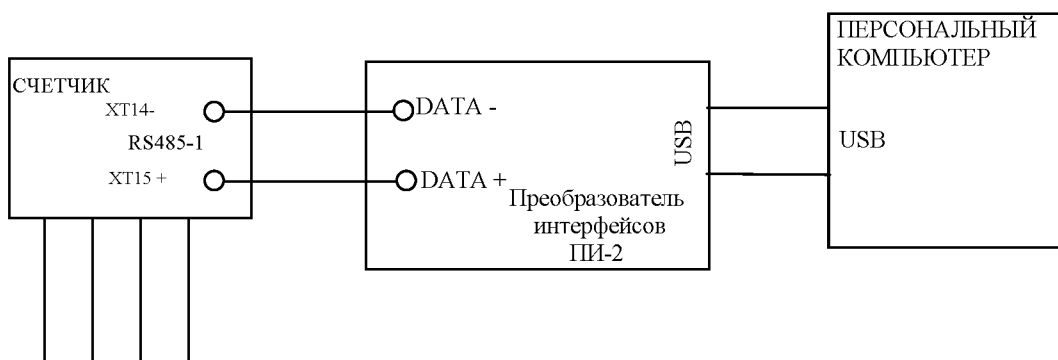 СЧЕТЧИК
XT14-
RS485-1
XT15 +
DATA -
DATA +
USB
Преобразователь
интерфейсов
ПИ-2
ПЕРСОНАЛЬНЫЙ
КОМПЬЮТЕР
USB